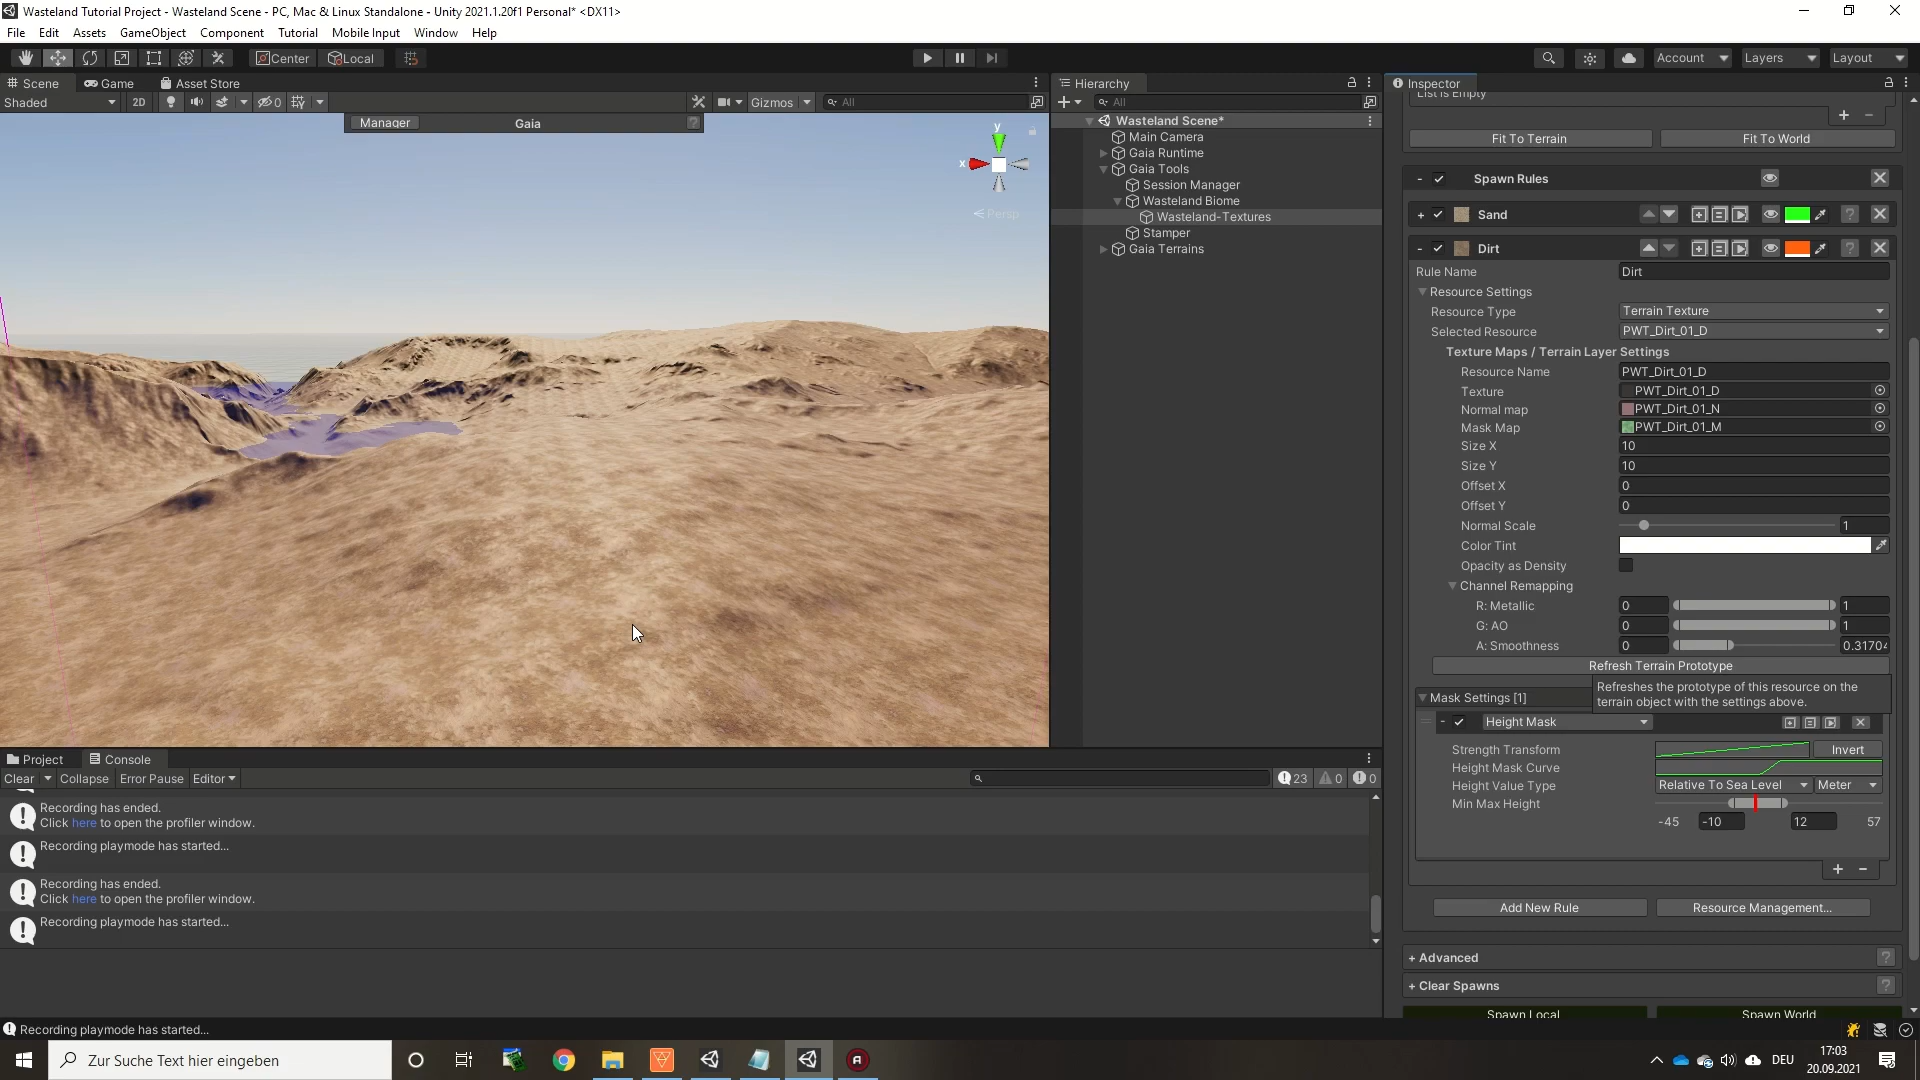 Wasteland Tutorial Project - Wasteland Scene - PC, Mac & Linux Standalone - Unity 2021.1.20f1 Personal* <DX11>
File Edit Assets GameObject Component Tutorial Mobile Input Window Help
Center Local Account Layers Layout
Scene Game Asset Store
Shaded 2D 0 Gizmos All
Manager Gaia
y
x
Persp
Hierarchy
All
Wasteland Scene*
Main Camera
Gaia Runtime
Gaia Tools
Session Manager
Wasteland Biome
Wasteland-Textures
Stamper
Gaia Terrains
Inspector
List is Empty
Fit To Terrain Fit To World
Spawn Rules
Sand
Dirt
Rule Name Dirt
Resource Settings
Resource Type Terrain Texture
Selected Resource PWT_Dirt_01_D
Texture Maps / Terrain Layer Settings
Resource Name PWT_Dirt_01_D
Texture PWT_Dirt_01_D
Normal map PWT_Dirt_01_N
Mask Map PWT_Dirt_01_M
Size X 10
Size Y 10
Offset X 0
Offset Y 0
Normal Scale 1
Color Tint
Opacity as Density
Channel Remapping
R: Metallic 0 1
G: AO 0 1
A: Smoothness 0 0.3170
Refresh Terrain Prototype
Refreshes the prototype of this resource on the
terrain object with the settings above.
Mask Settings [1]
Height Mask
Strength Transform Invert
Height Mask Curve
Height Value Type Relative To Sea Level Meter
Min Max Height
-45 -10 12 57
Add New Rule Resource Management...
+ Advanced
+ Clear Spawns
Spawn Local Spawn World
Project Console
Clear Collapse Error Pause Editor 23 0 0
Recording has ended.
Click here to open the profiler window.
Recording playmode has started...
Recording has ended.
Click here to open the profiler window.
Recording playmode has started...
Recording playmode has started...
Zur Suche Text hier eingeben
DEU
17:03
20.09.2021